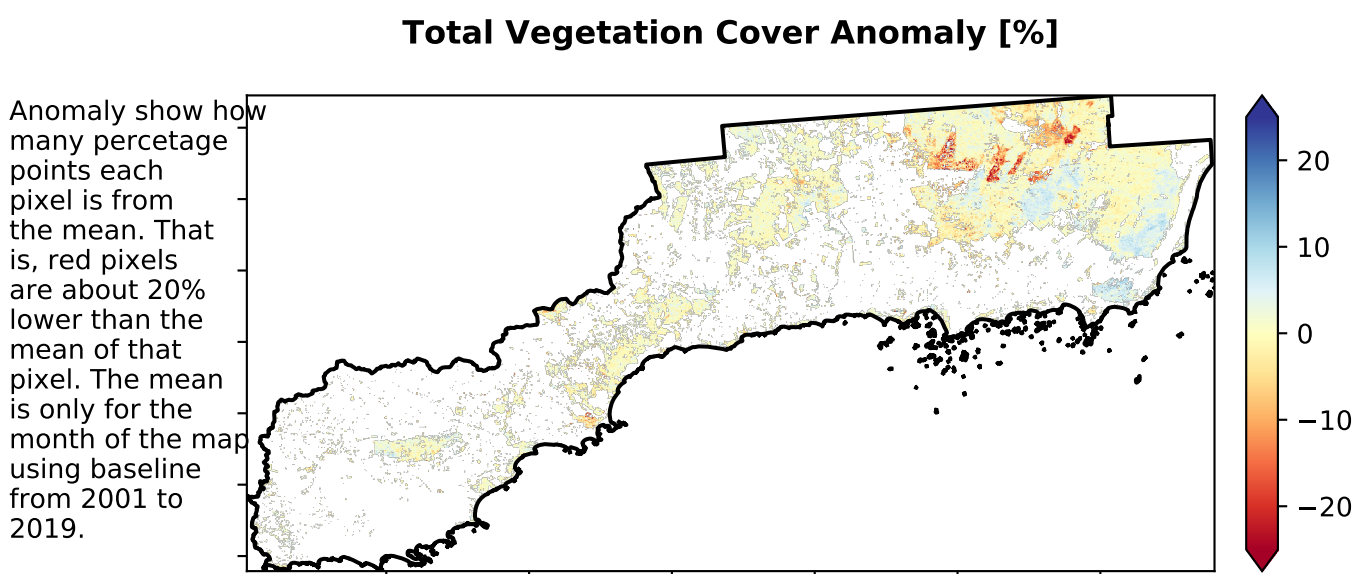 Total Vegetation Cover Anomaly [%]
Anomaly show how
many percetage
points each
pixel is from
the mean. That
is, red pixels
are about 20%
lower than the
mean of that
pixel. The mean
is only for the
month of the map
using baseline
from 2001 to
2019.
20
10
0
−10
−20